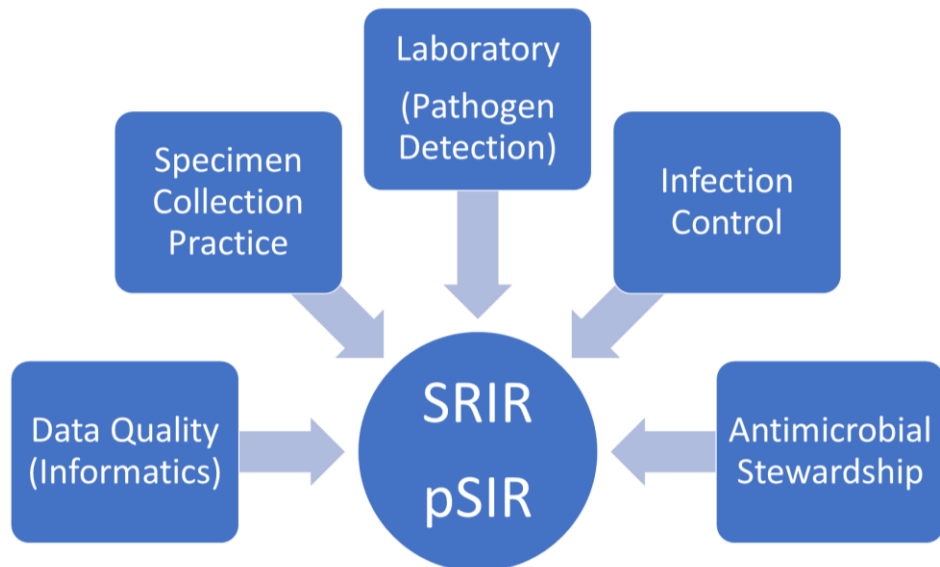 Laboratory
(Pathogen
Detection)
Specimen
Collection
Practice
Infection
Control
Data Quality
(Informatics)
SRIR
pSIR
Antimicrobial
Stewardship